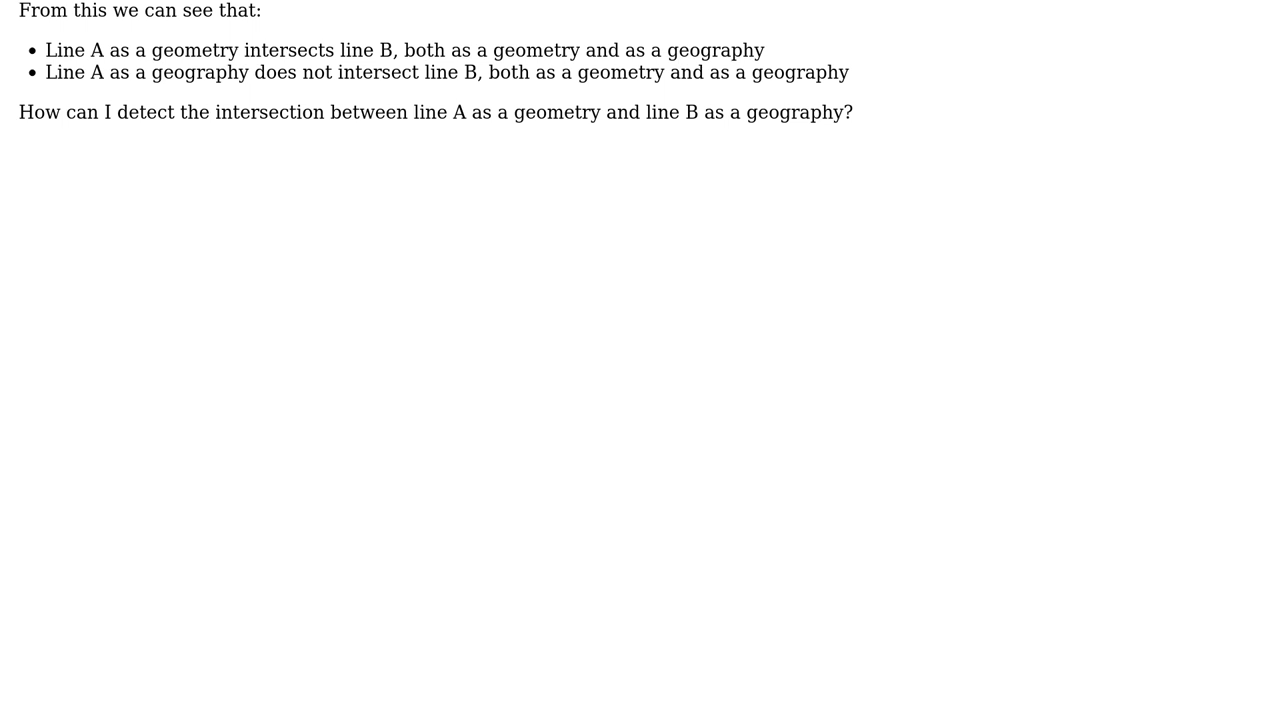 From this we can see that:
• Line A as a geometry intersects line B, both as a geometry and as a geography
• Line A as a geography does not intersect line B, both as a geometry and as a geography
How can I detect the intersection between line A as a geometry and line B as a geography?